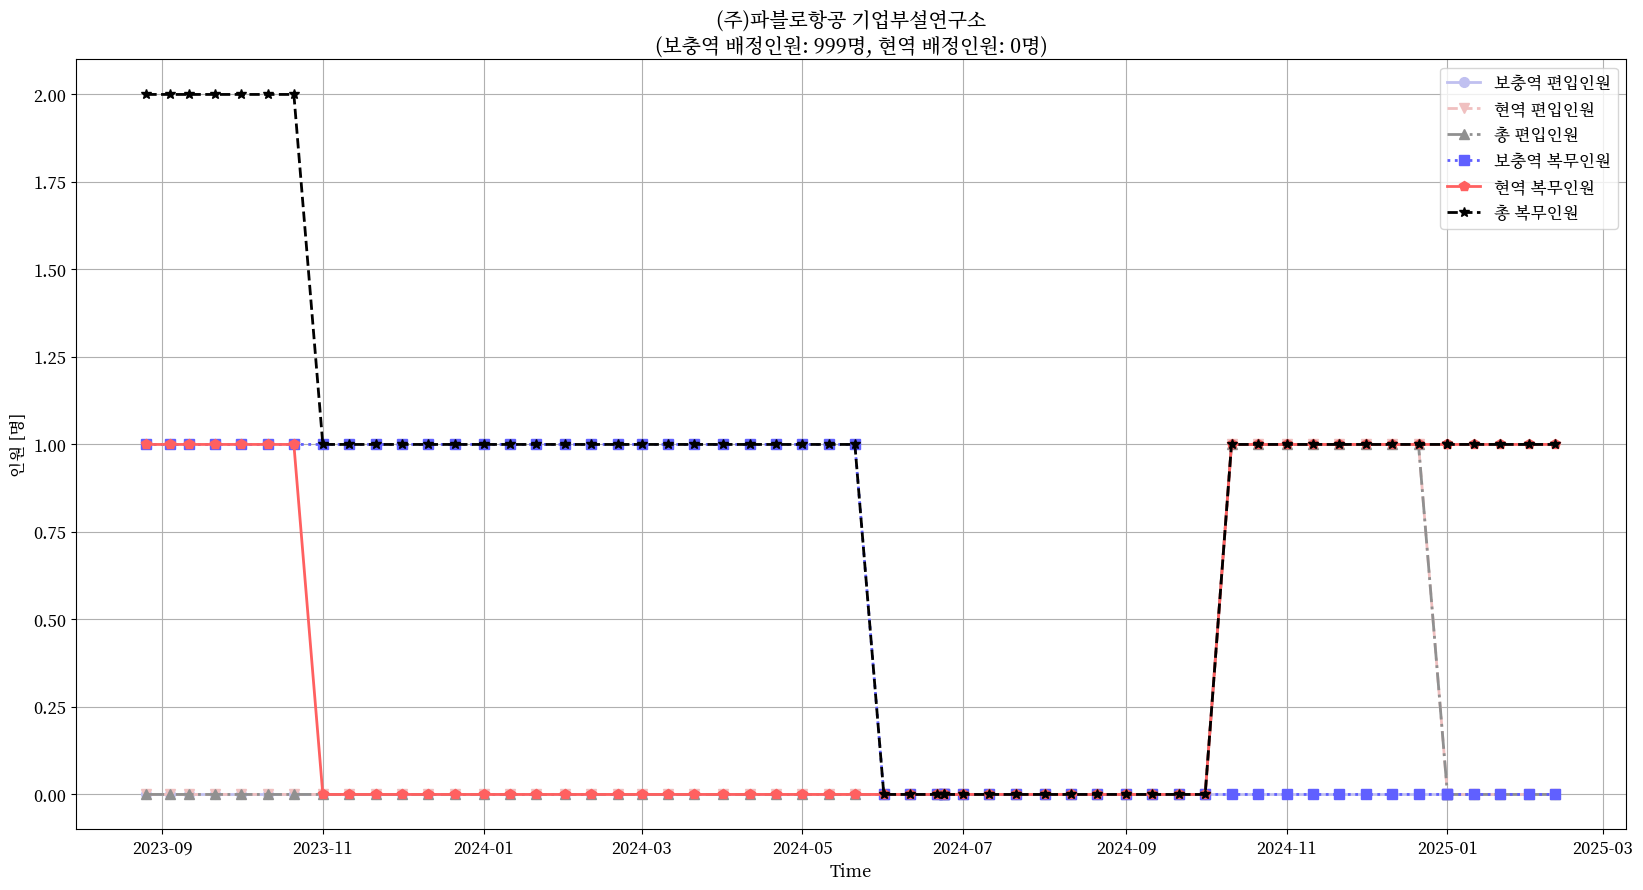 (주)파블로항공 기업부설연구소
(보충역 배정인원: 999명, 현역 배정인원: 0명)
보충역 편입인원
현역 편입인원
총 편입인원
보충역 복무인원
현역 복무인원
총 복무인원
인원 [명]
2.00
1.75
1.50
1.25
1.00
0.75
0.50
0.25
0.00
2023-09 2023-11 2024-01 2024-03 2024-05 2024-07 2024-09 2024-11 2025-01 2025-03
Time